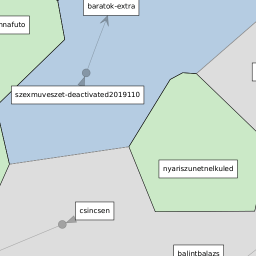 baratok-extra
nnafuto
szexmuveszet-deactivated2019110
nyariszunetnelkuled
csincsen
balintbalazs